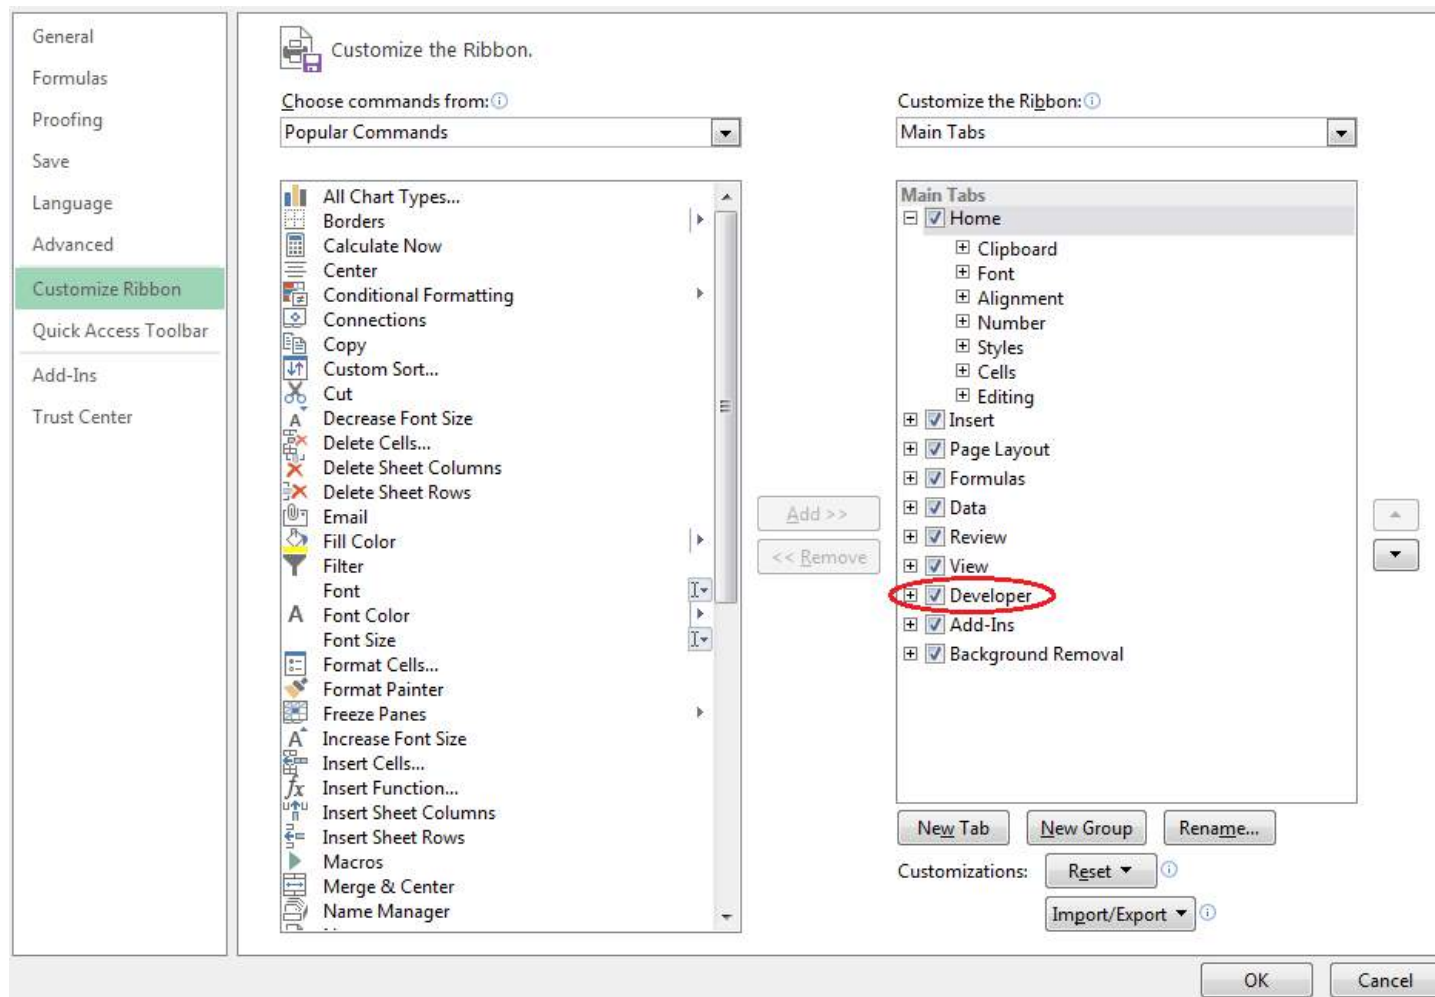 General
Formulas
Proofing
Save
Language
Advanced
Customize Ribbon
Quick Access Toolbar
Add-Ins
Trust Center
Customize the Ribbon.
Choose commands from:
Popular Commands
All Chart Types...
Borders
Calculate Now
Center
Conditional Formatting
Connections
Copy
Custom Sort...
Cut
Decrease Font Size
Delete Cells...
Delete Sheet Columns
Delete Sheet Rows
Email
Fill Color
Filter
Font
Font Color
Font Size
Format Cells...
Format Painter
Freeze Panes
Increase Font Size
Insert Cells...
Insert Function...
Insert Sheet Columns
Insert Sheet Rows
Macros
Merge & Center
Name Manager
Add >>
<< Remove
Customize the Ribbon:
Main Tabs
Main Tabs
Home
Clipboard
Font
Alignment
Number
Styles
Cells
Editing
Insert
Page Layout
Formulas
Data
Review
View
Developer
Add-Ins
Background Removal
New Tab New Group Rename...
Customizations: Reset
Import/Export
OK Cancel